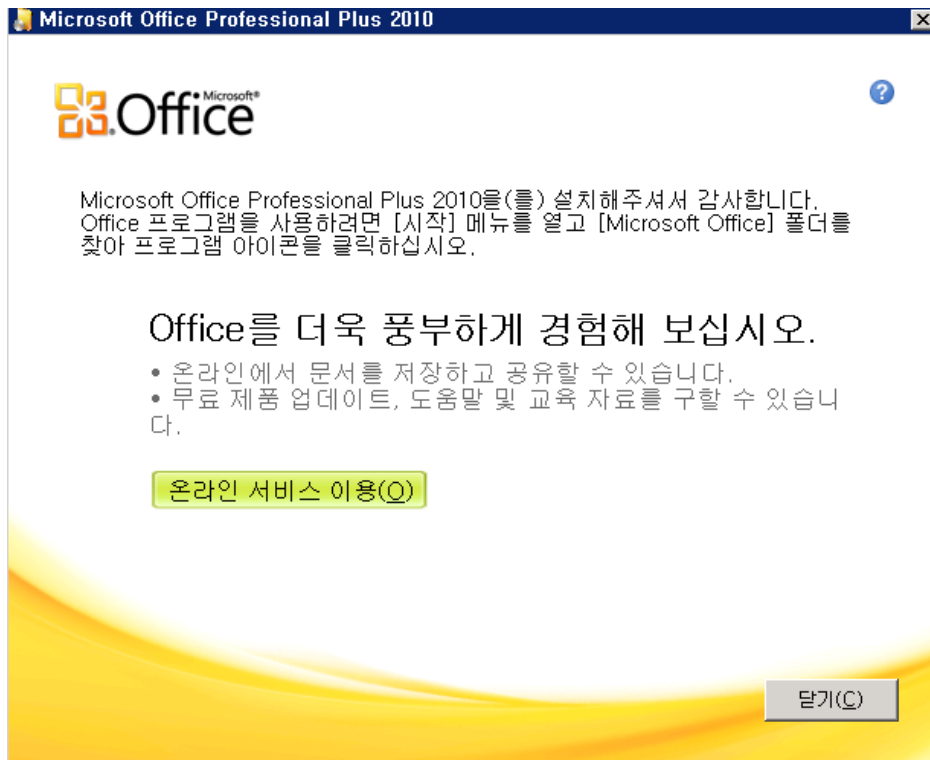 Microsoft Office Professional Plus 2010
Microsoft®
Office
?
Microsoft Office Professional Plus 2010을(를) 설치해주셔서 감사합니다.
Office 프로그램을 사용하려면 [시작] 메뉴를 열고 [Microsoft Office] 폴더를
찾아 프로그램 아이콘을 클릭하십시오.
Office를 더욱 풍부하게 경험해 보십시오.
• 온라인에서 문서를 저장하고 공유할 수 있습니다.
• 무료 제품 업데이트, 도움말 및 교육 자료를 구할 수 있습니
다.
온라인 서비스 이용(O)
닫기(C)